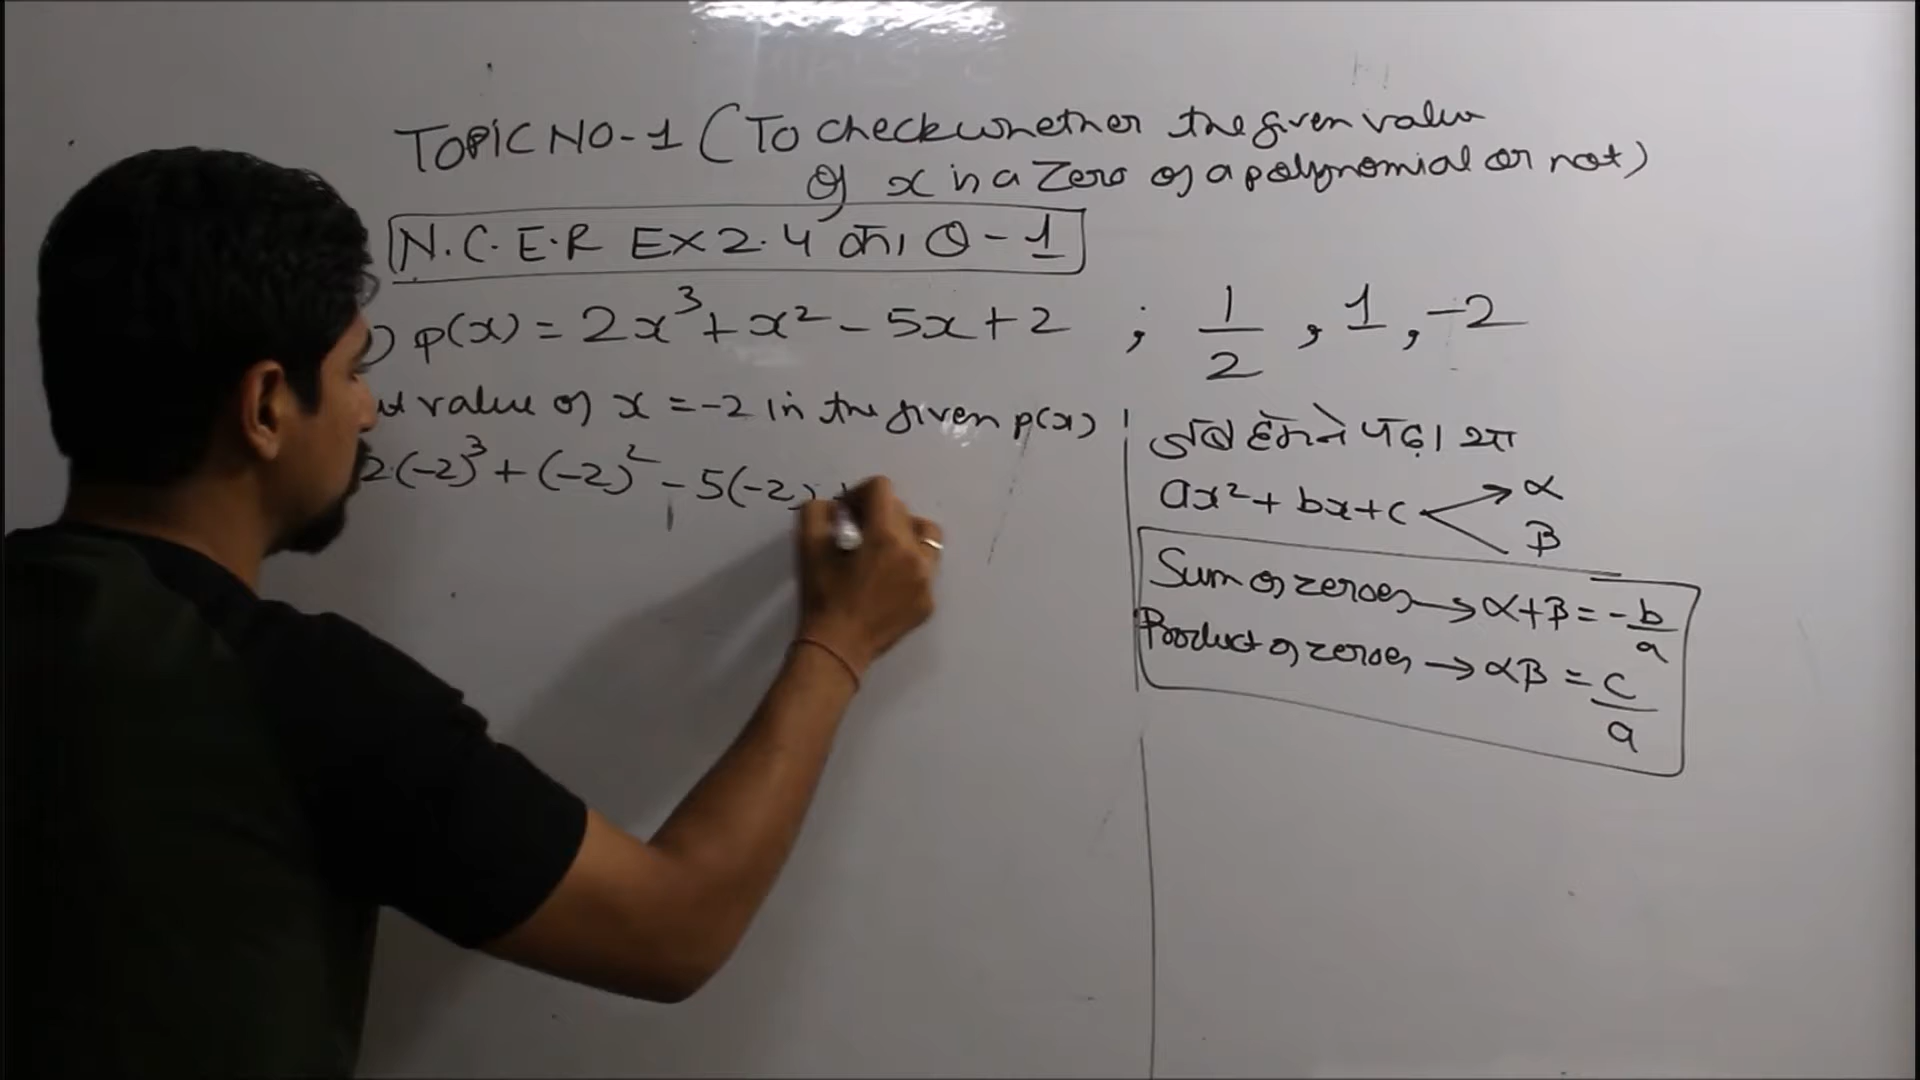 TOPIC NO-1 (To check whether the given value
of x is a zero of a polynomial or not)
N.C.E.R EX 2.4 का Q-1
) p(x) = 2x³ + x² - 5x + 2 ; 1/2, 1, -2
value of x = -2 in the given p(x)
2(-2)³ + (-2)² - 5(-2) +
जब हमने पढ़ा था
ax² + bx + c α
β
Sum of zeroes → α+β = -b/a
Product of zeroes → αβ = c/a